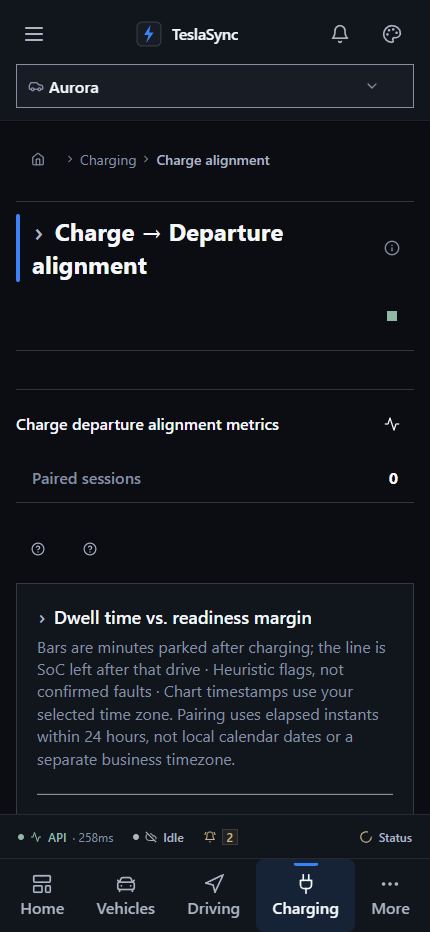 TeslaSync
Aurora
Charging
Charge alignment
Charge → Departure
alignment
Charge departure alignment metrics
Paired sessions
0
Dwell time vs. readiness margin
Bars are minutes parked after charging; the line is
SoC left after that drive · Heuristic flags, not
confirmed faults · Chart timestamps use your
selected time zone. Pairing uses elapsed instants
within 24 hours, not local calendar dates or a
separate business timezone.
API · 258ms
Idle
2
Status
Home
Vehicles
Driving
Charging
More